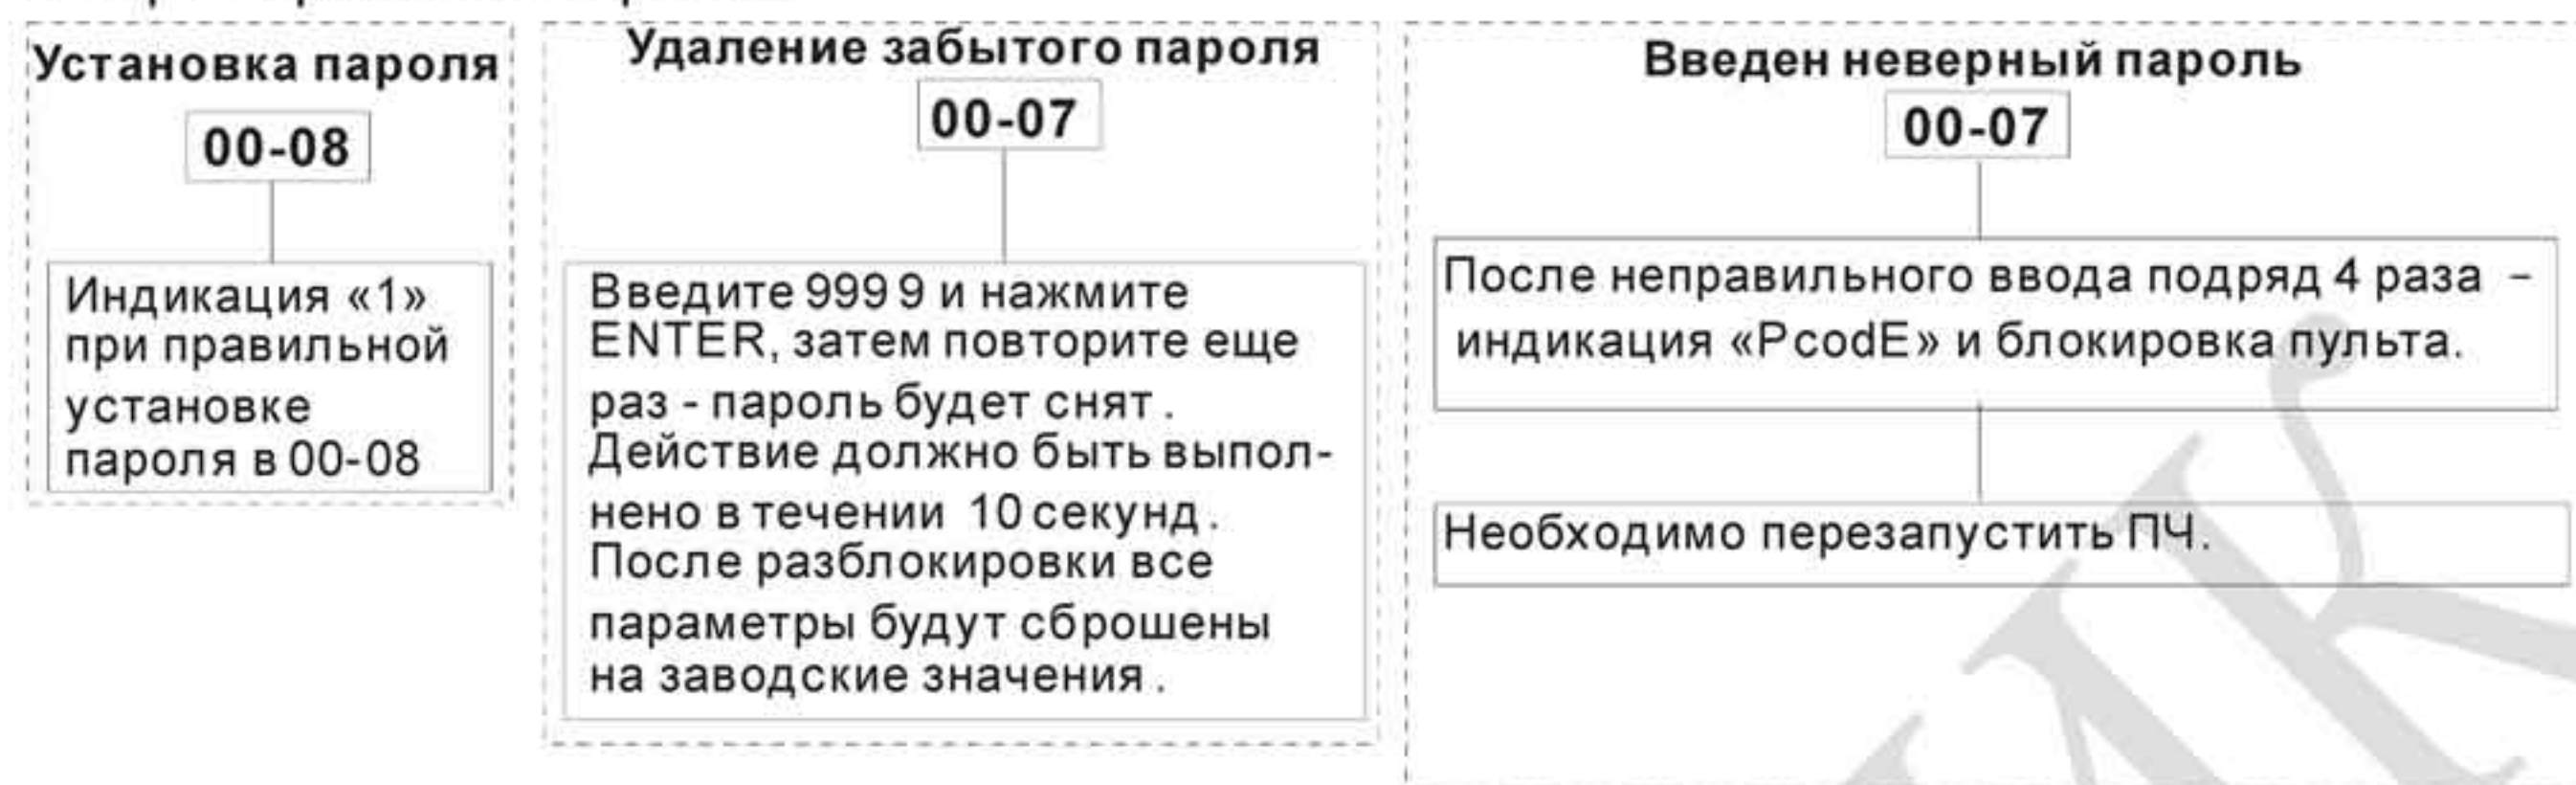 Установка пароля
00-08
Индикация «1»
при правильной
установке
пароля в 00-08
Удаление забытого пароля
00-07
Введите 999 9 и нажмите
ENTER, затем повторите еще
раз - пароль будет снят .
Действие должно быть выпол-
нено в течении 10 секунд .
После разблокировки все
параметры будут сброшены
на заводские значения .
Введен неверный пароль
00-07
После неправильного ввода подряд 4 раза –
индикация «PcodE» и блокировка пульта.
Необходимо перезапустить ПЧ.